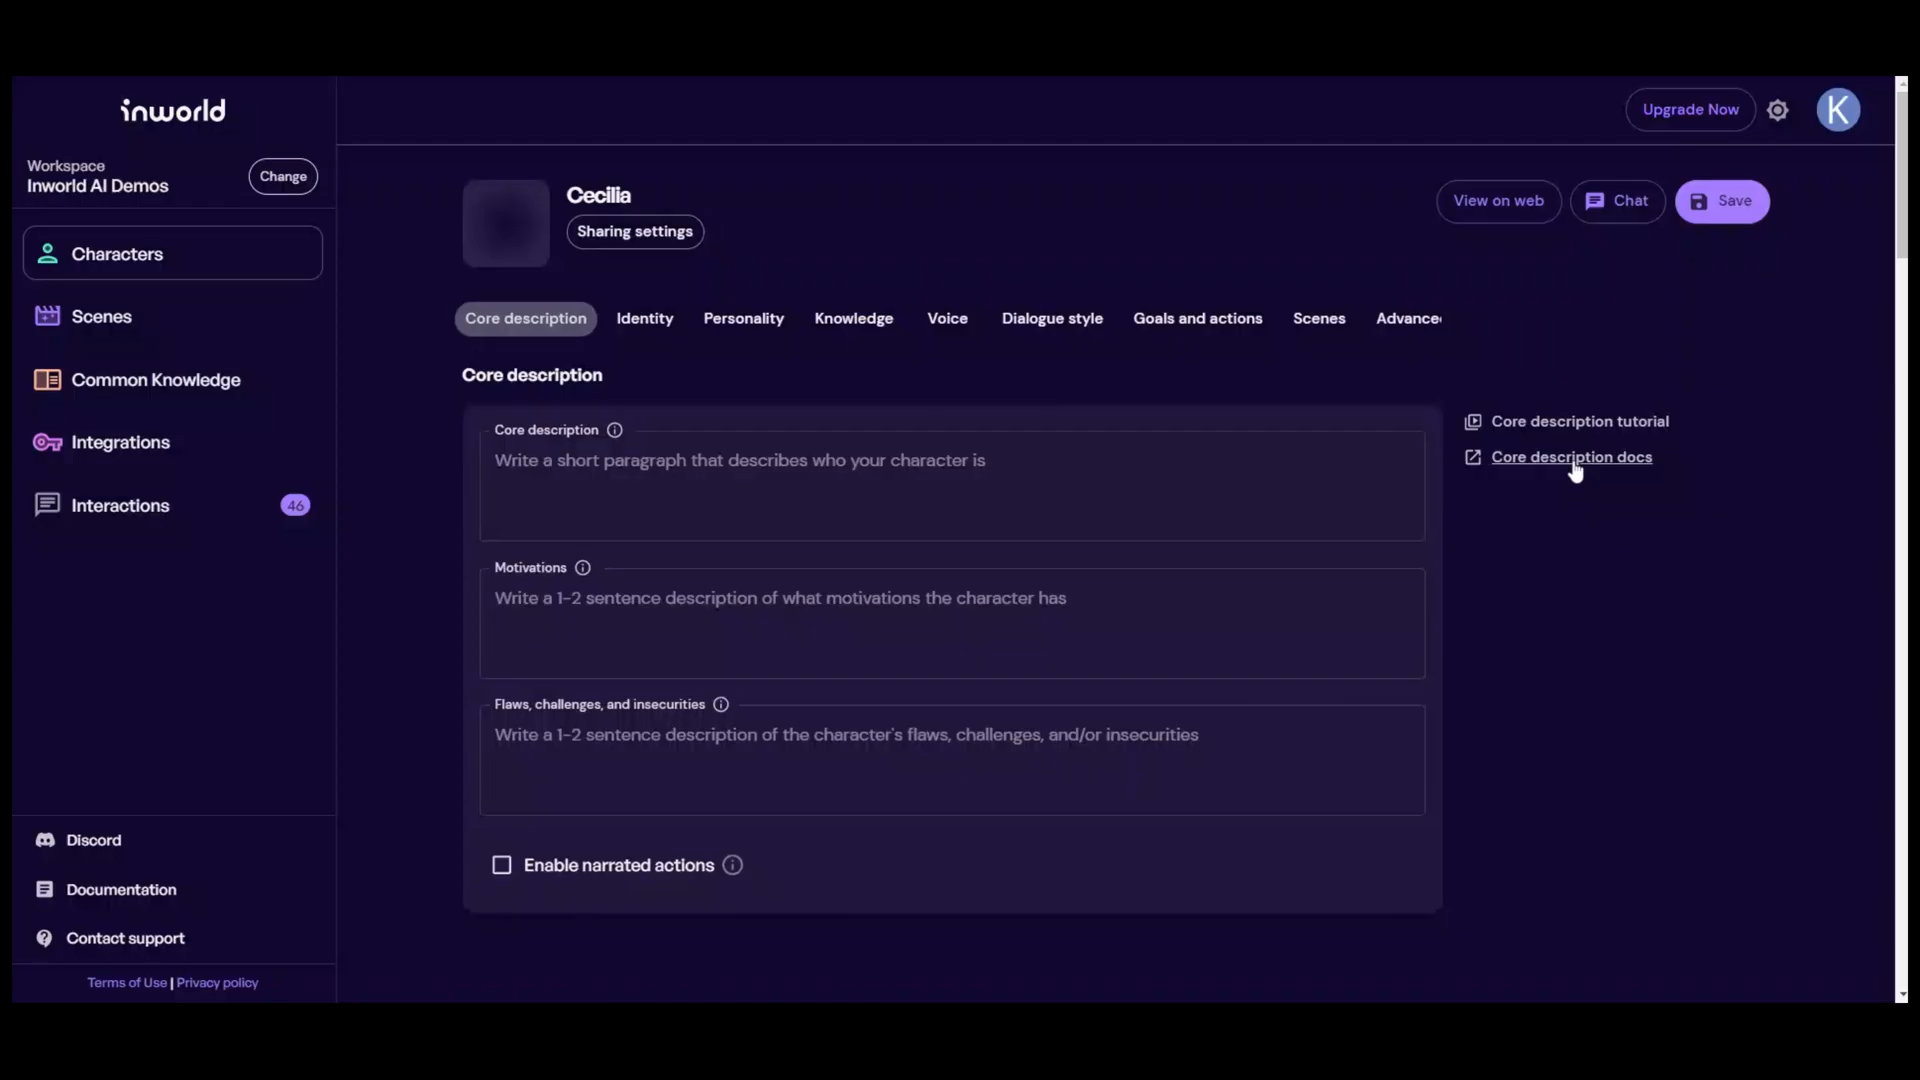 inworld
Upgrade Now
K
Workspace
Inworld AI Demos
Change
Characters
Scenes
Common Knowledge
Integrations
Interactions
46
Discord
Documentation
Contact support
Terms of Use | Privacy policy
Cecilia
Sharing settings
View on web
Chat
Save
Core description
Identity
Personality
Knowledge
Voice
Dialogue style
Goals and actions
Scenes
Advance
Core description
Core description
Write a short paragraph that describes who your character is
Motivations
Write a 1-2 sentence description of what motivations the character has
Flaws, challenges, and insecurities
Write a 1-2 sentence description of the character's flaws, challenges, and/or insecurities
Enable narrated actions
Core description tutorial
Core description docs